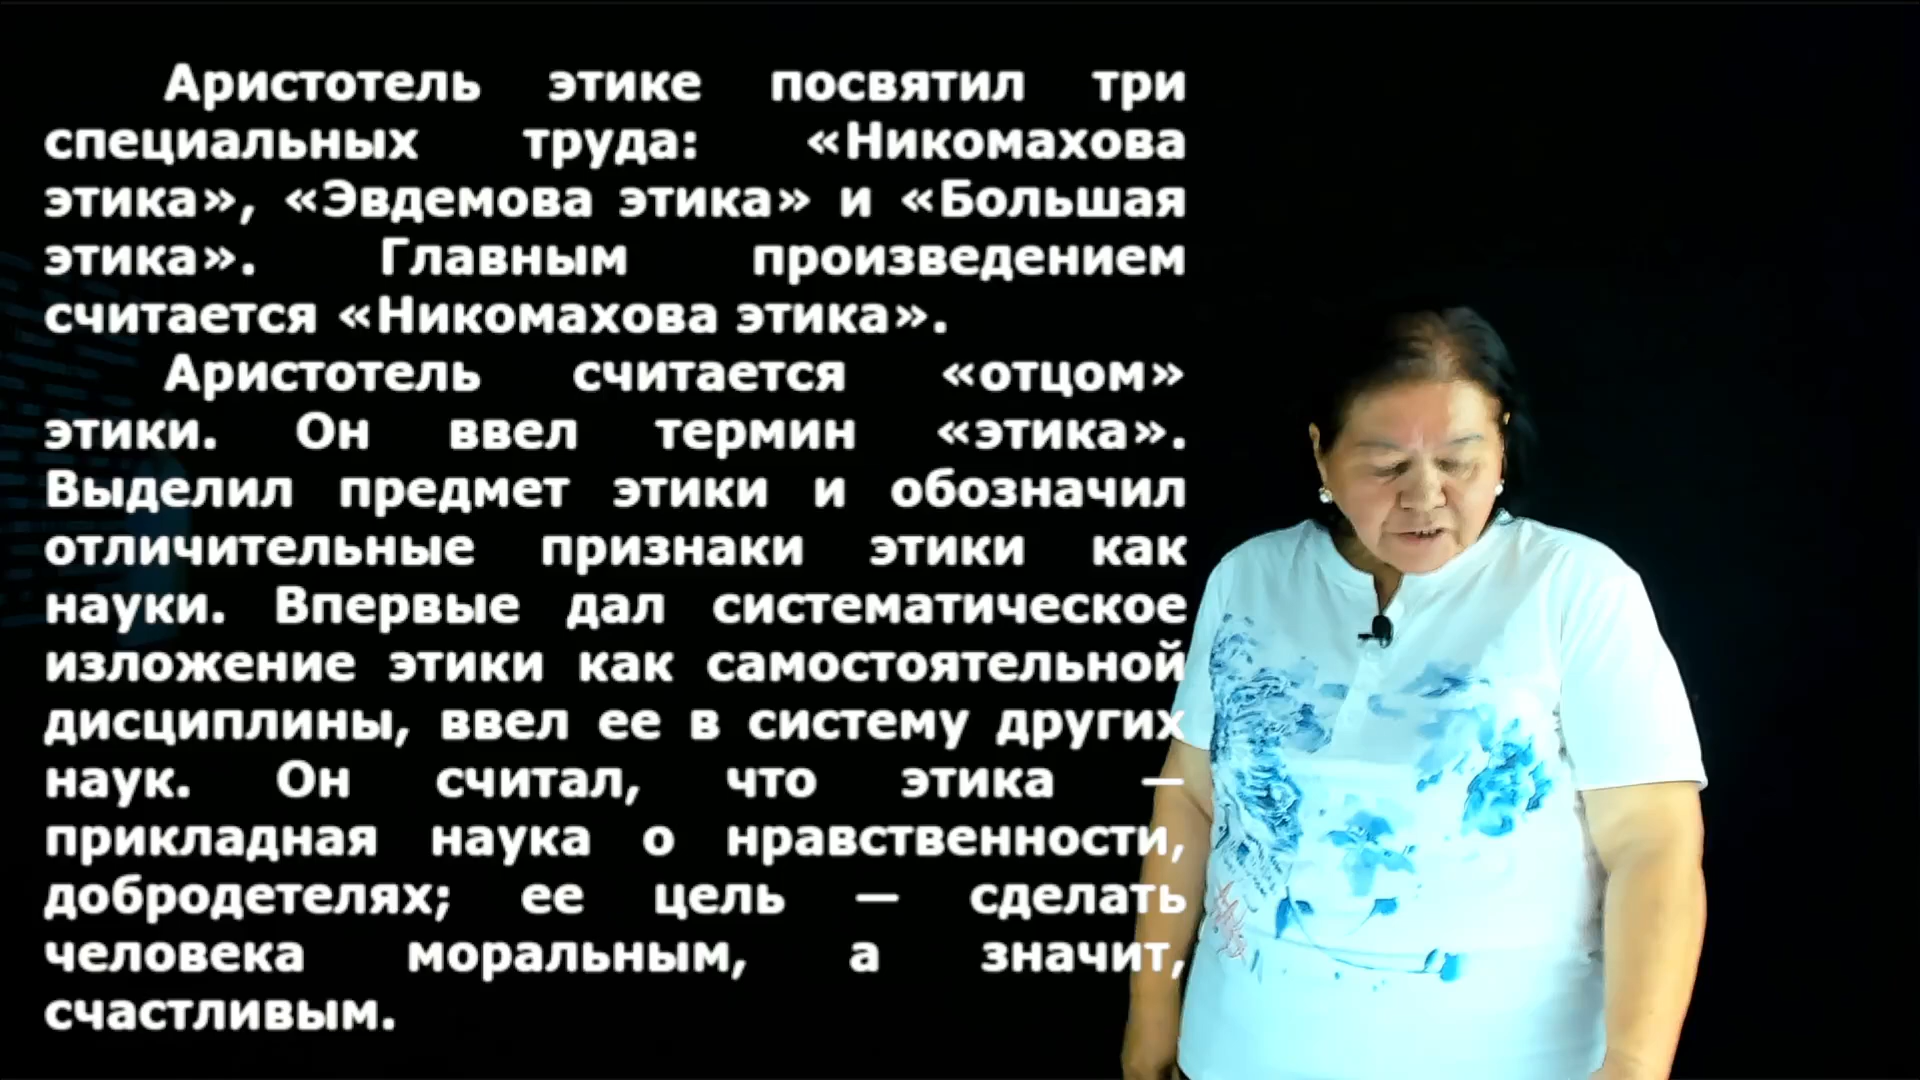 Аристотель этике посвятил три
специальных труда: «Никомахова
этика», «Эвдемова этика» и «Большая
этика». Главным произведением
считается «Никомахова этика».
Аристотель считается «отцом»
этики. Он ввел термин «этика».
Выделил предмет этики и обозначил
отличительные признаки этики как
науки. Впервые дал систематическое
изложение этики как самостоятельной
дисциплины, ввел ее в систему других
наук. Он считал, что этика —
прикладная наука о нравственности,
добродетелях; ее цель — сделать
человека моральным, а значит,
счастливым.